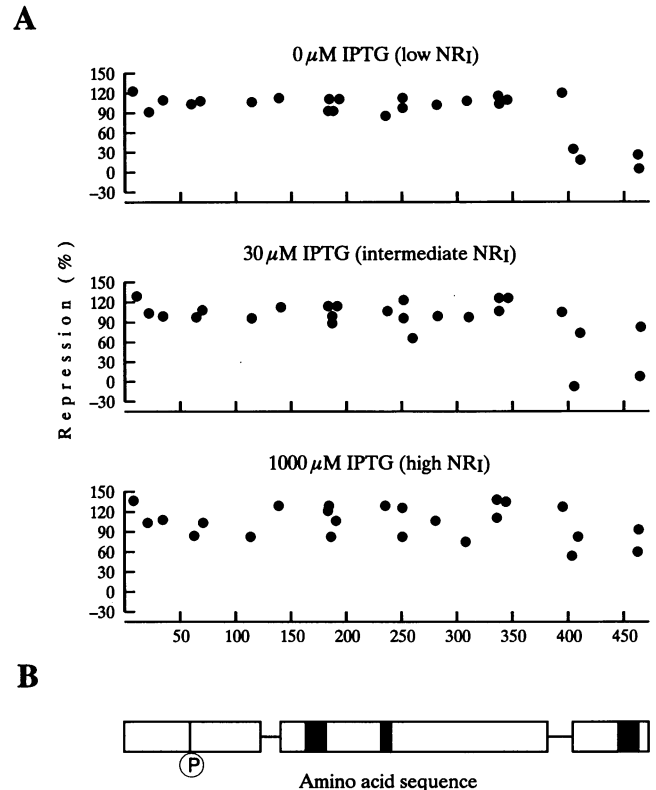 A
0 μM IPTG (low NRI)
150
120
90
60
30
0
−30
30 μM IPTG (intermediate NRI)
150
120
90
60
30
0
−30
Repression (%)
1000 μM IPTG (high NRI)
150
120
90
60
30
0
−30
50 100 150 200 250 300 350 400 450
B
P
Amino acid sequence